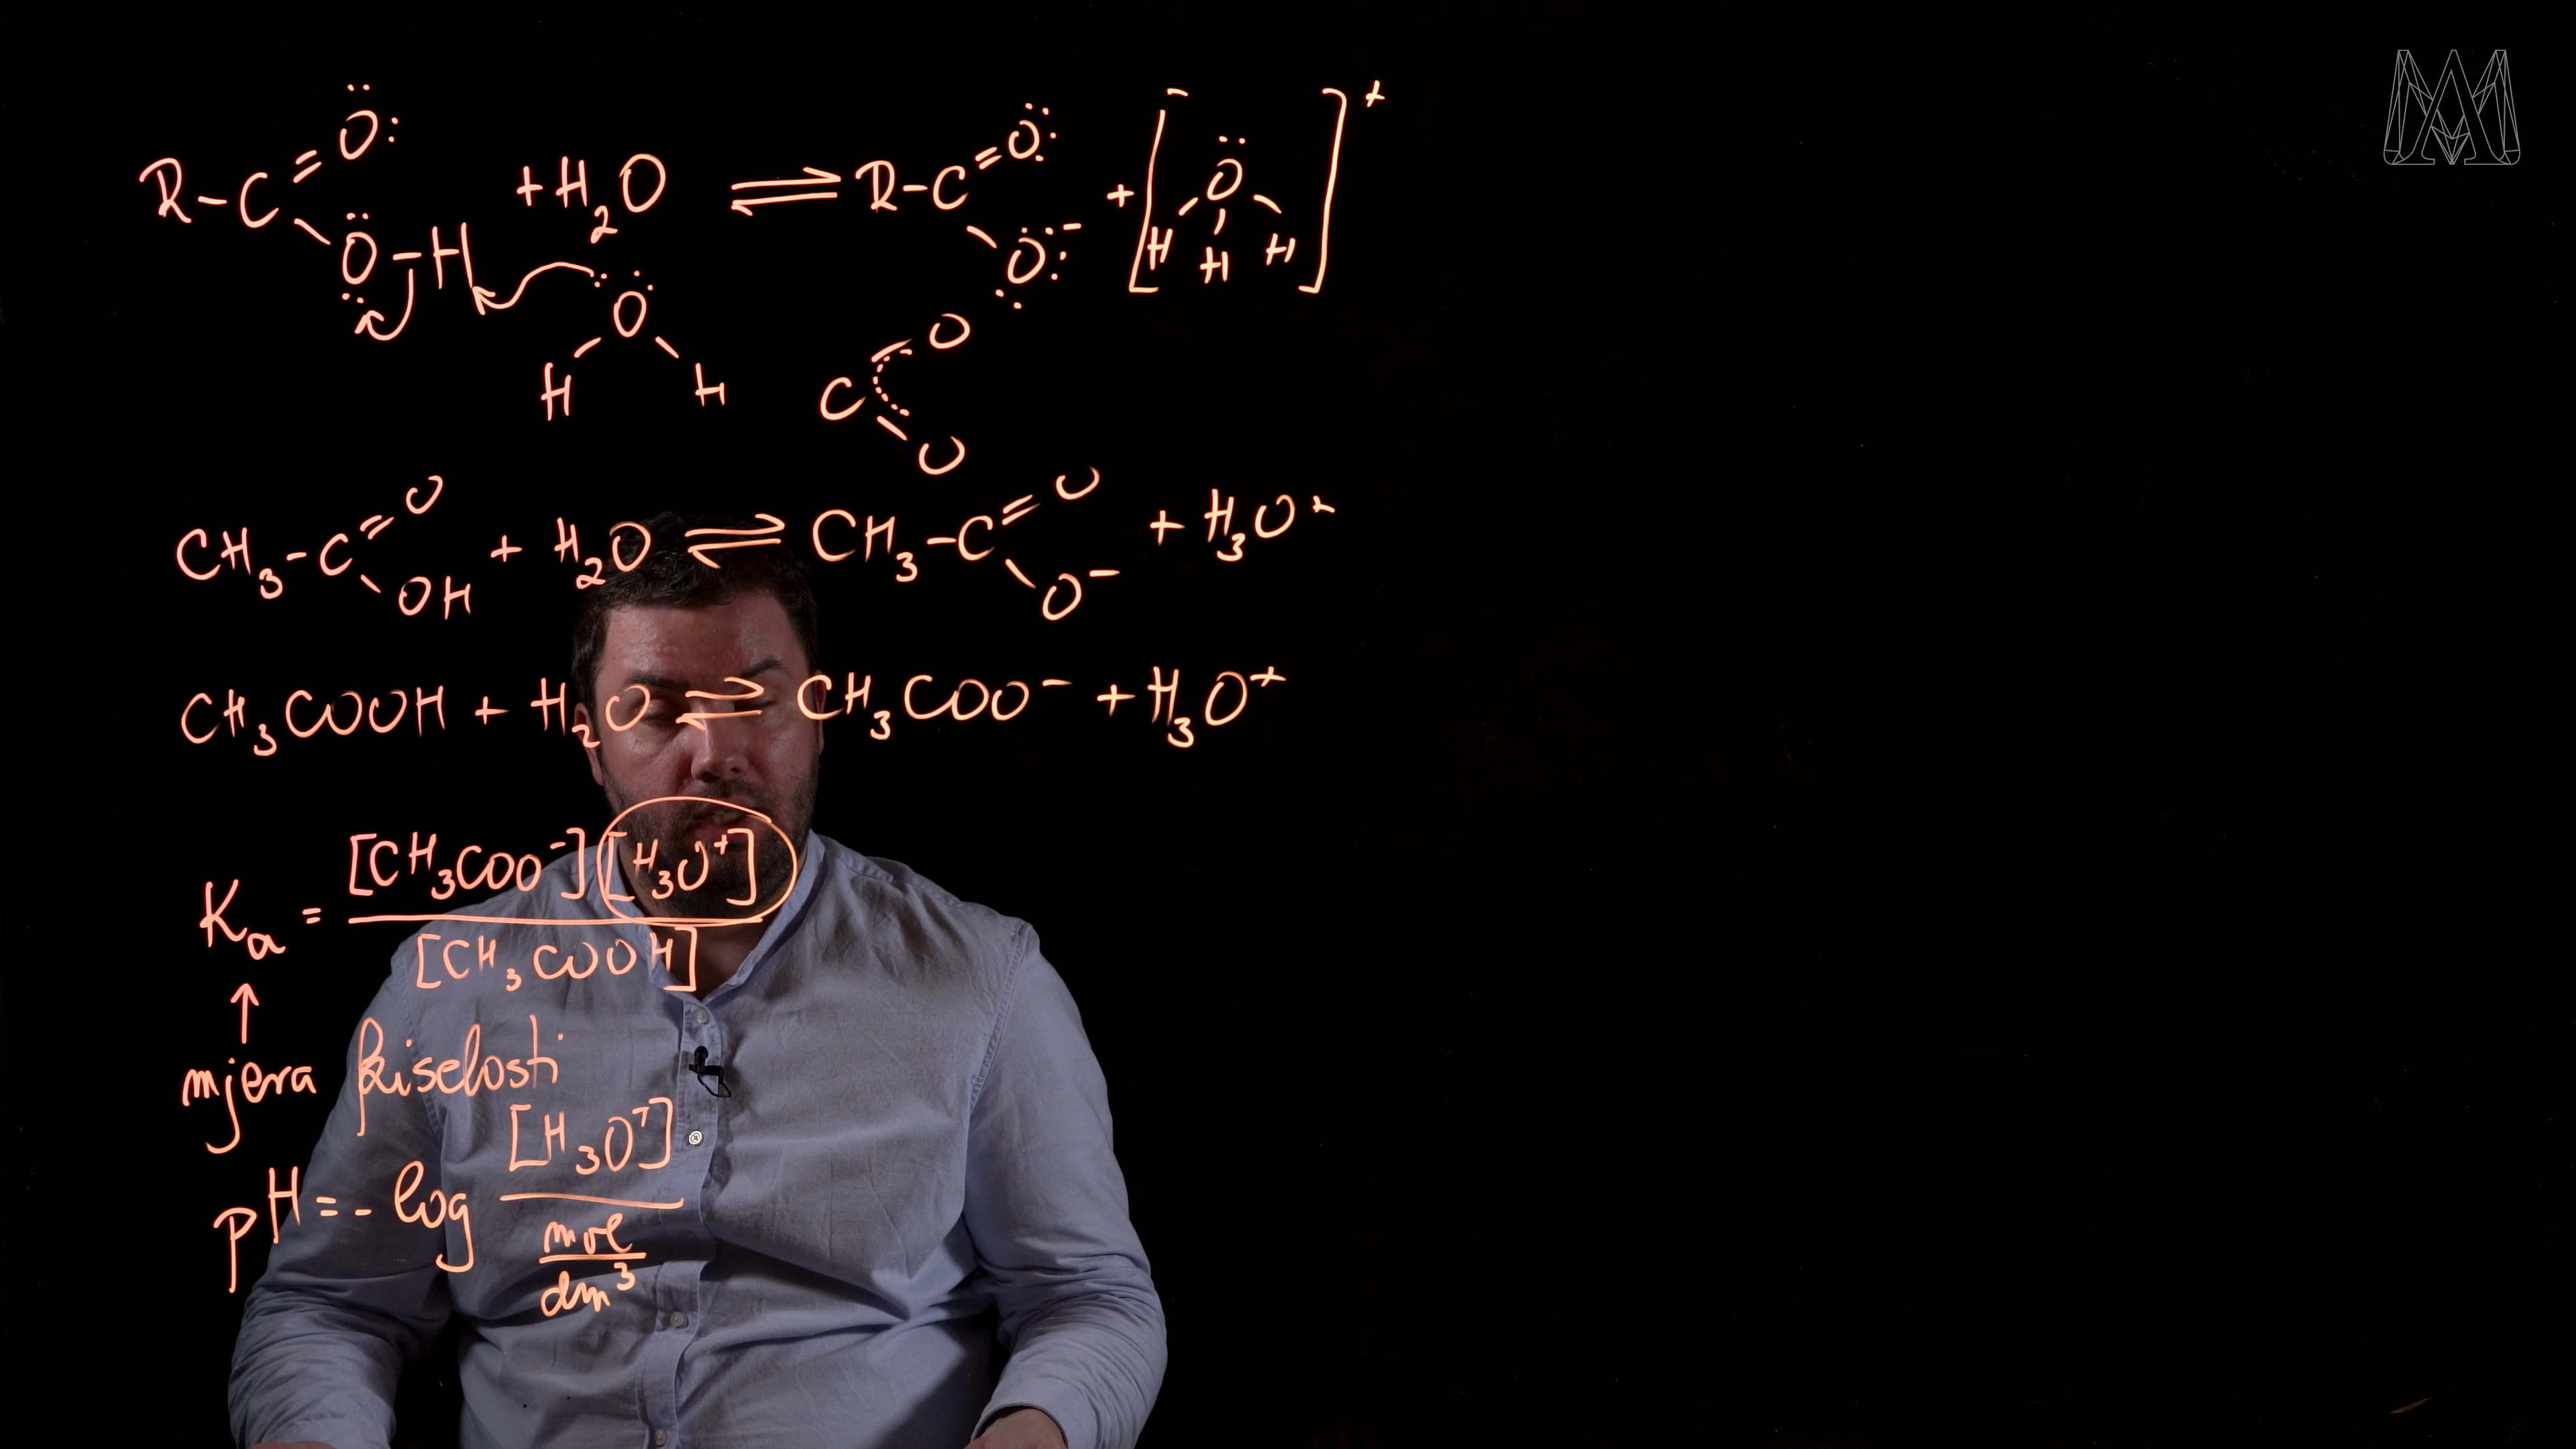 R–C(=O)–O–H + H₂O ⇌ R–C(=O)–O⁻ + [H–O(–H)–H]⁺
H–O–H
C O O
CH₃–C(=O)–OH + H₂O ⇌ CH₃–C(=O)–O⁻ + H₃O⁺
CH₃COOH + H₂O ⇌ CH₃COO⁻ + H₃O⁺
Kₐ = [CH₃COO⁻][H₃O⁺] / [CH₃COOH]
↑
mjera kiselosti
pH = - log [H₃O⁺] / (mol / dm³)